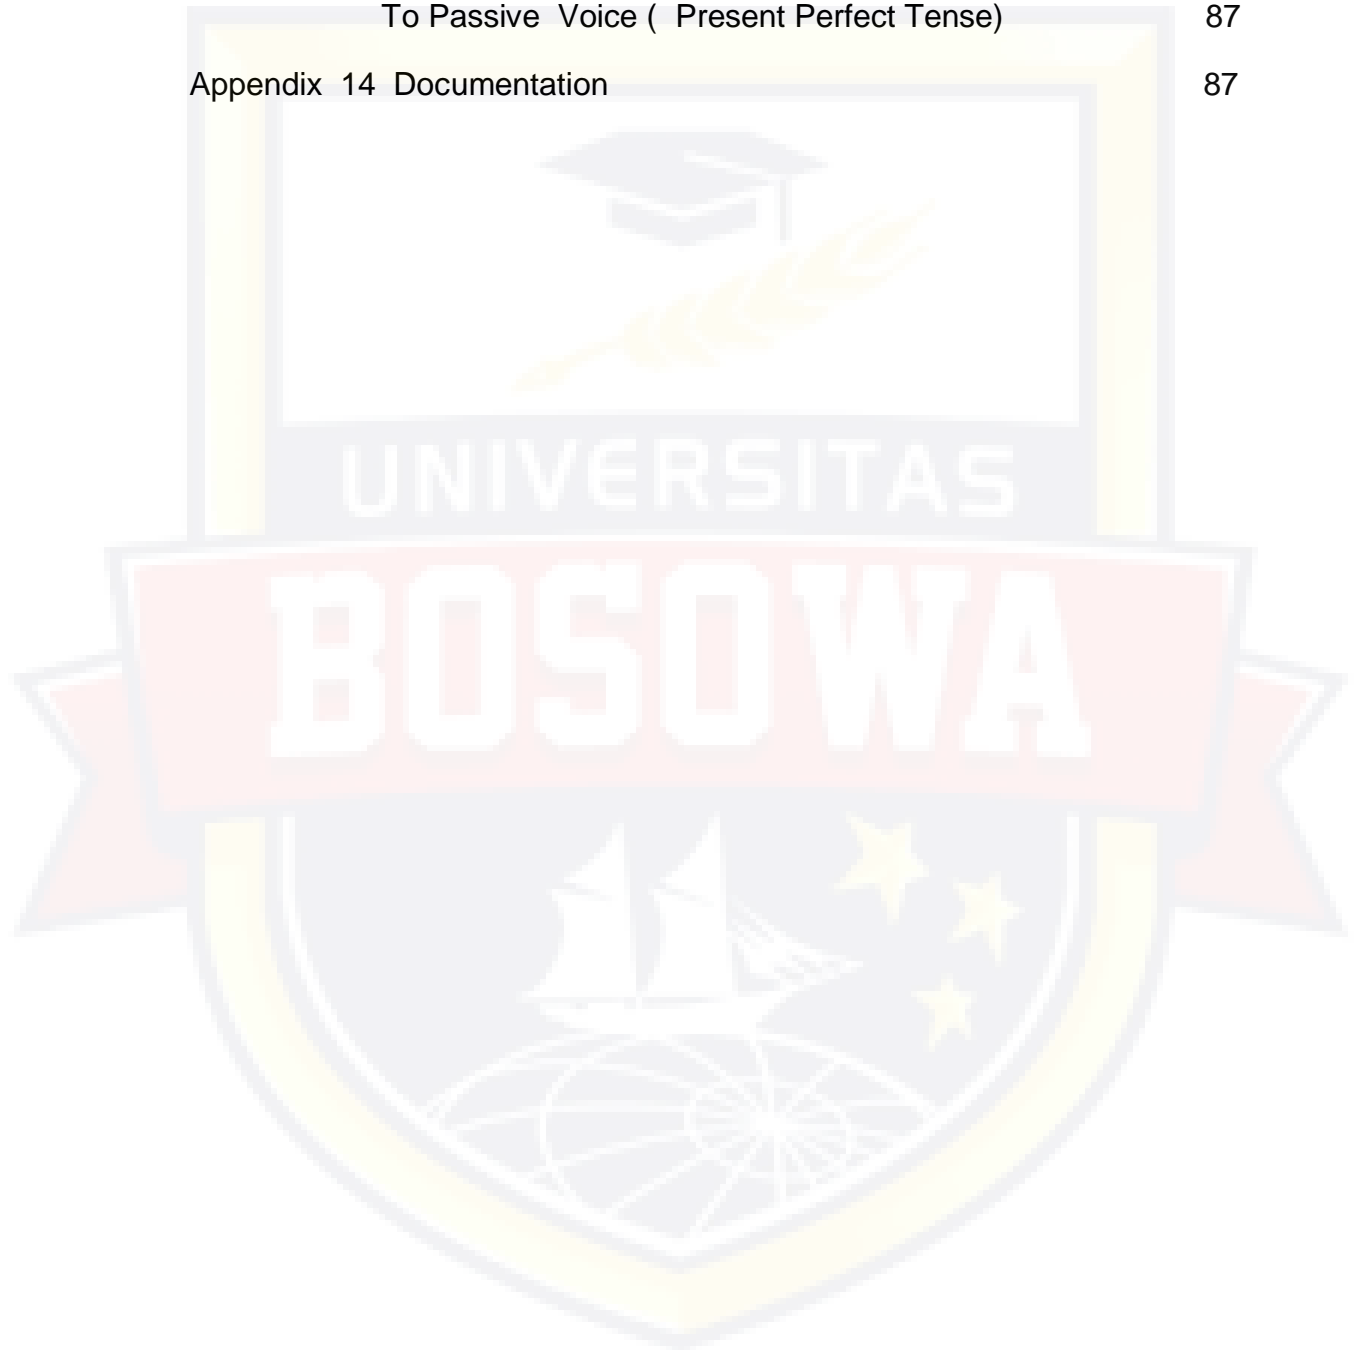 To Passive Voice ( Present Perfect Tense) 87
Appendix 14 Documentation 87
UNIVERSITAS
BOSOWA